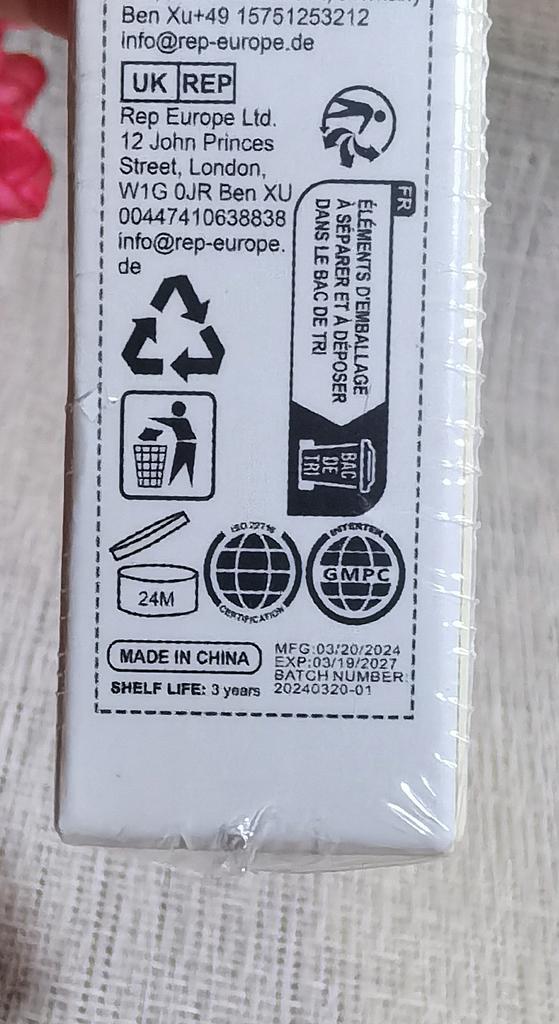 Ben Xu+49 15751253212
info@rep-europe.de
UK REP
Rep Europe Ltd.
12 John Princes
Street, London,
W1G 0JR Ben XU
00447410638838
info@rep-europe.
de
FR
ÉLÉMENTS D'EMBALLAGE
À SÉPARER ET À DÉPOSER
DANS LE BAC DE TRI
BAC
DE
TRI
24M
ISO 22716
CERTIFICATION
INTERTEK
GMPC
MADE IN CHINA
SHELF LIFE: 3 years
MFG:03/20/2024
EXP:03/19/2027
BATCH NUMBER:
20240320-01